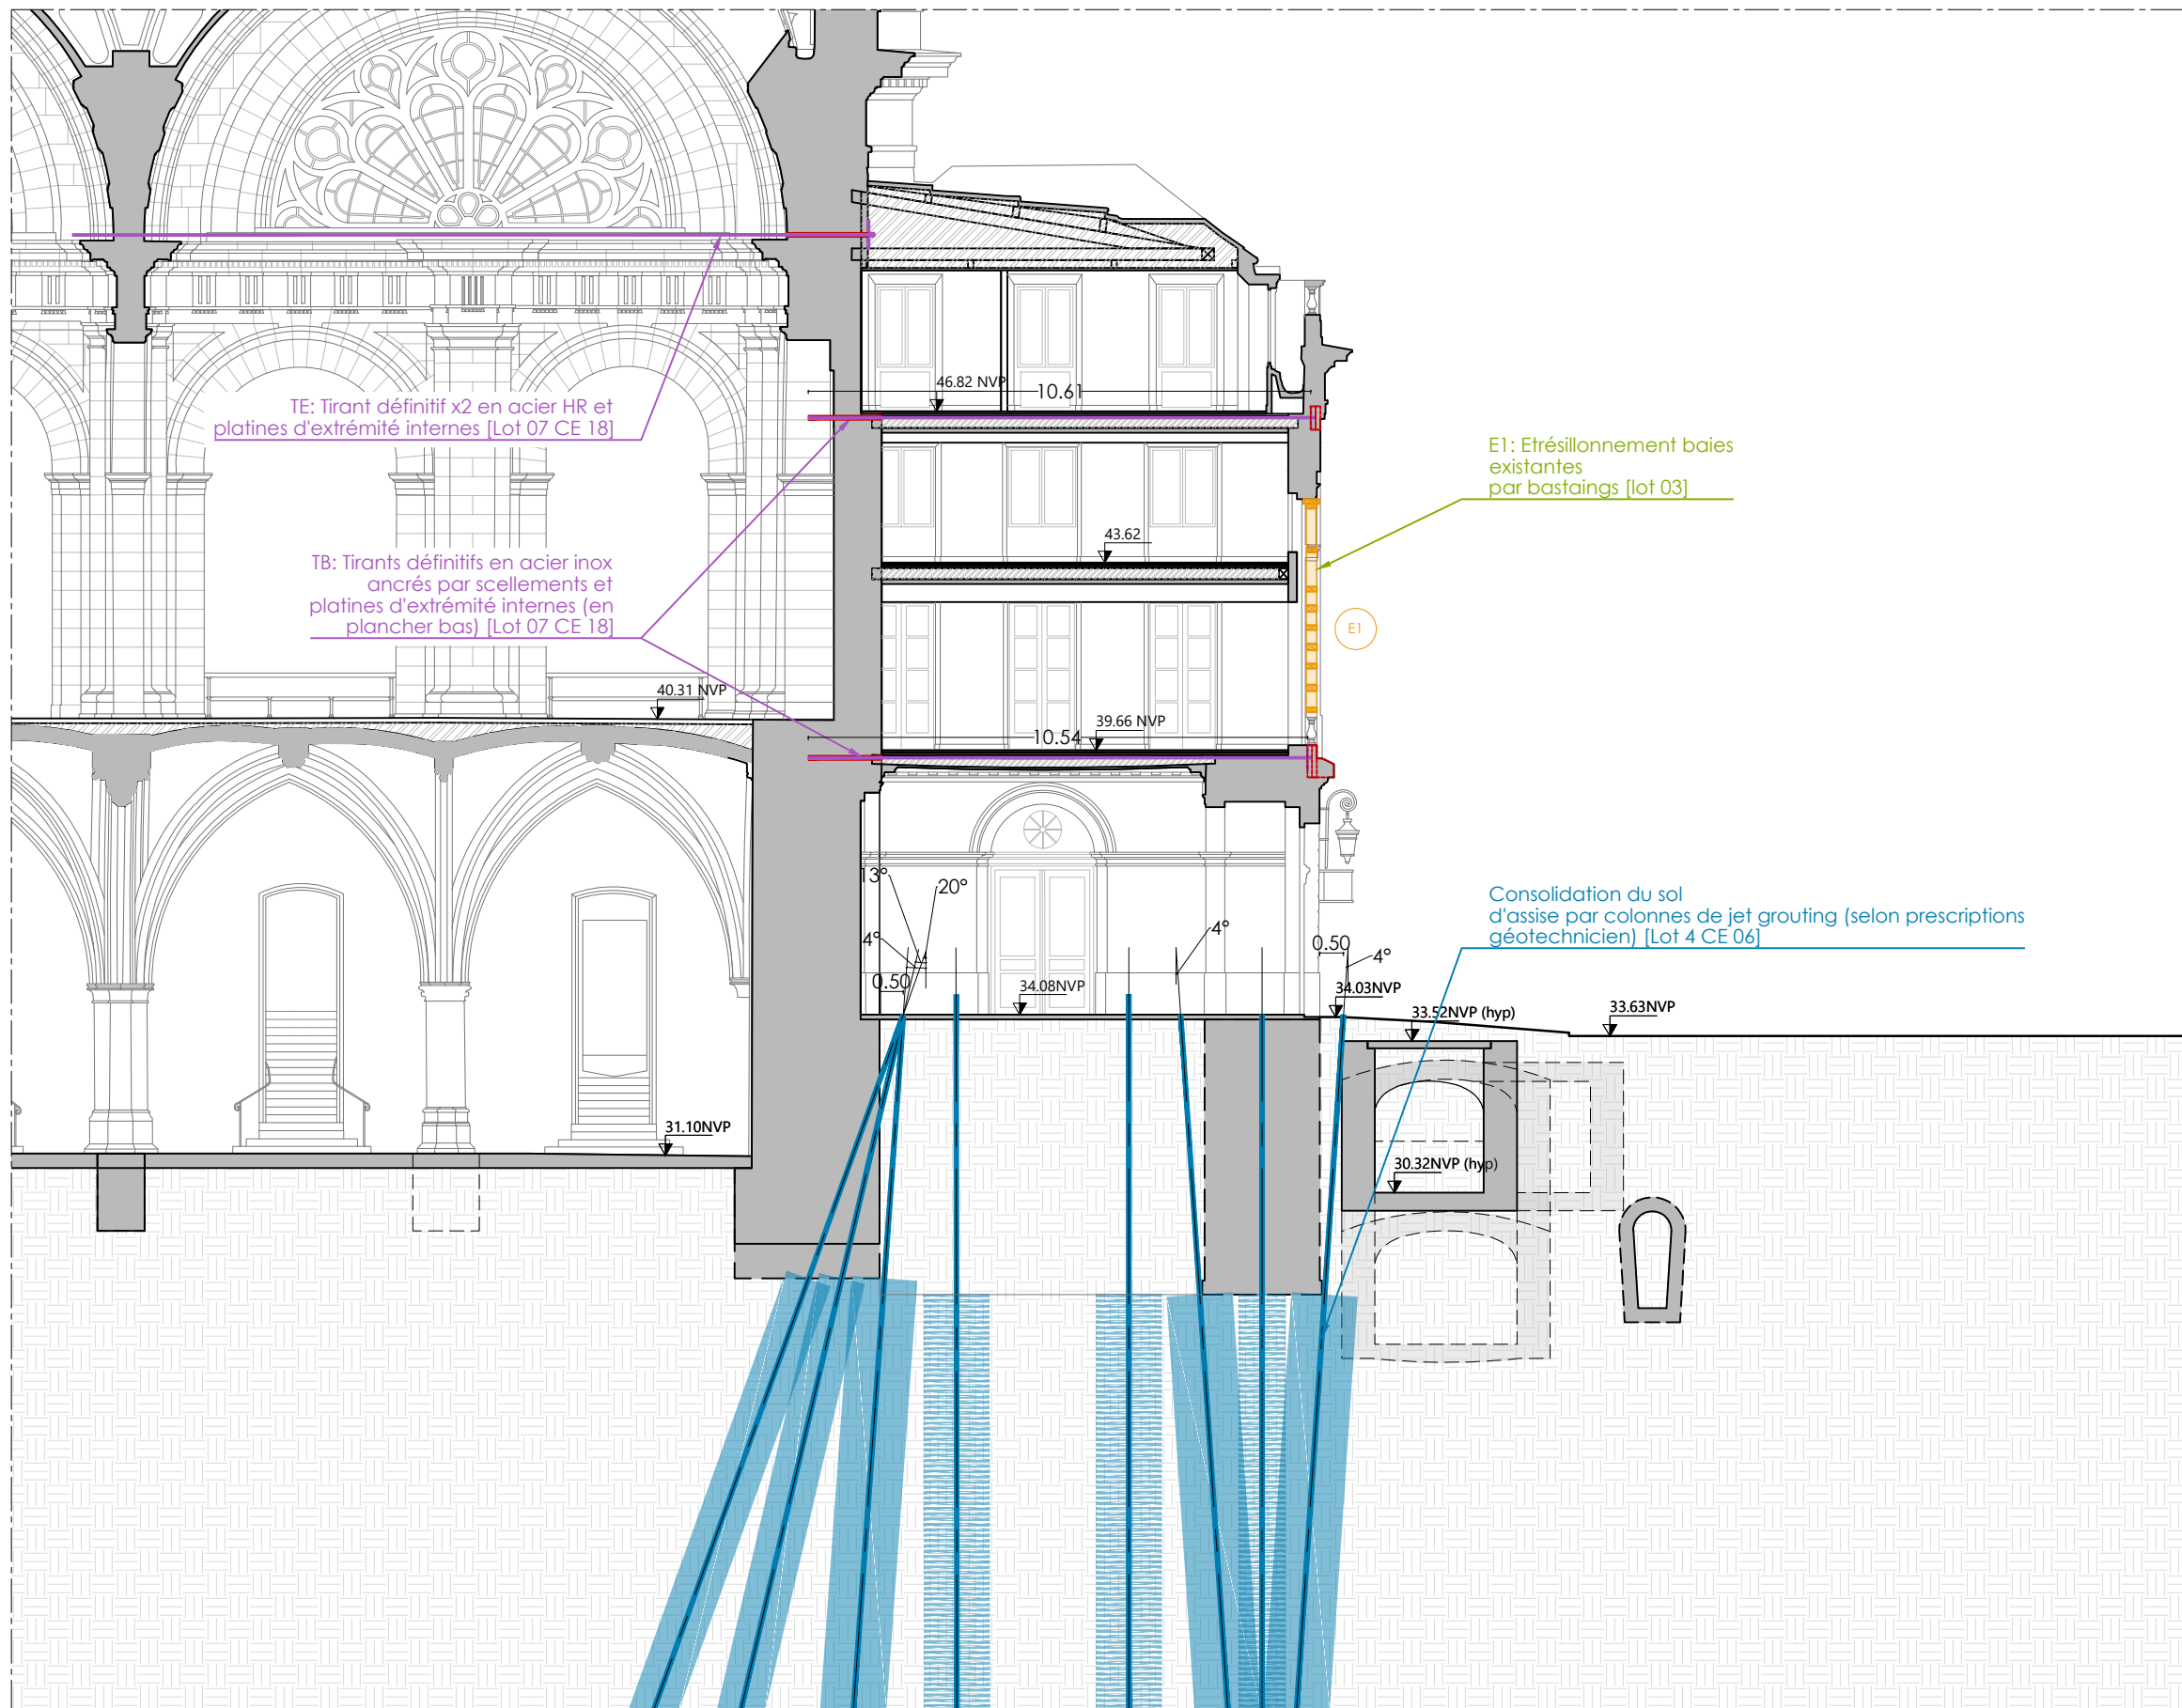 46.82 NVP
10.61
TE: Tirant définitif x2 en acier HR et
platines d'extrémité internes [Lot 07 CE 18]
E1: Etrésillonnement baies
existantes
par bastaings [lot 03]
43.62
TB: Tirants définitifs en acier inox
ancrés par scellements et
platines d'extrémité internes (en
plancher bas) [Lot 07 CE 18]
E1
40.31 NVP
39.66 NVP
10.54
13°
20°
4°
0.50
4°
0.50
4°
Consolidation du sol
d'assise par colonnes de jet grouting (selon prescriptions
géotechnicien) [Lot 4 CE 06]
34.08NVP
34.03NVP
33.52NVP (hyp)
33.63NVP
31.10NVP
30.32NVP (hyp)